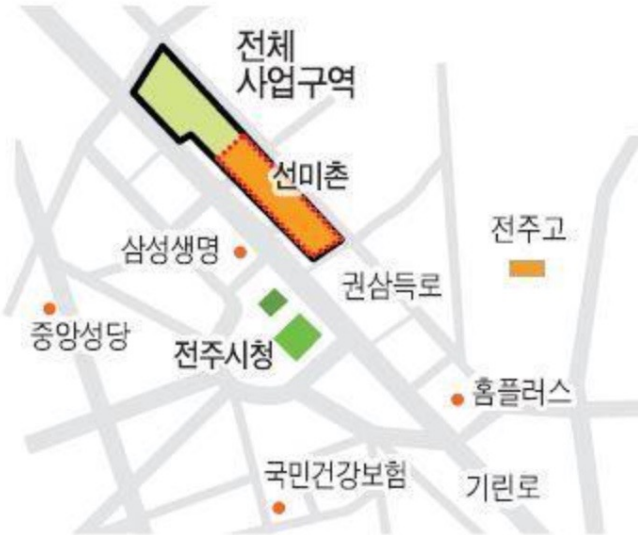 전체
사업구역
선미촌
전주고
삼성생명
권삼득로
중앙성당
전주시청
홈플러스
국민건강보험
기린로